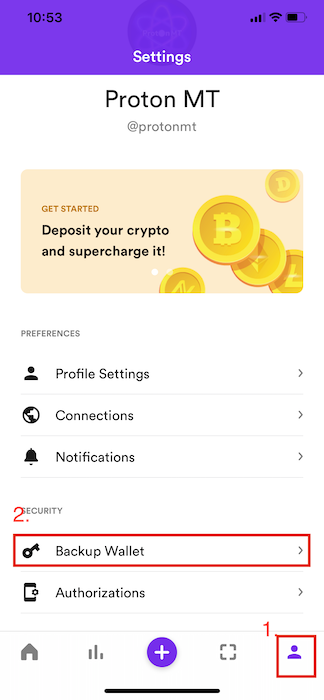 10:53
Settings
Proton MT
@protonmt
GET STARTED
Deposit your crypto
and supercharge it!
PREFERENCES
Profile Settings
Connections
Notifications
2.
SECURITY
Backup Wallet
Authorizations
1.